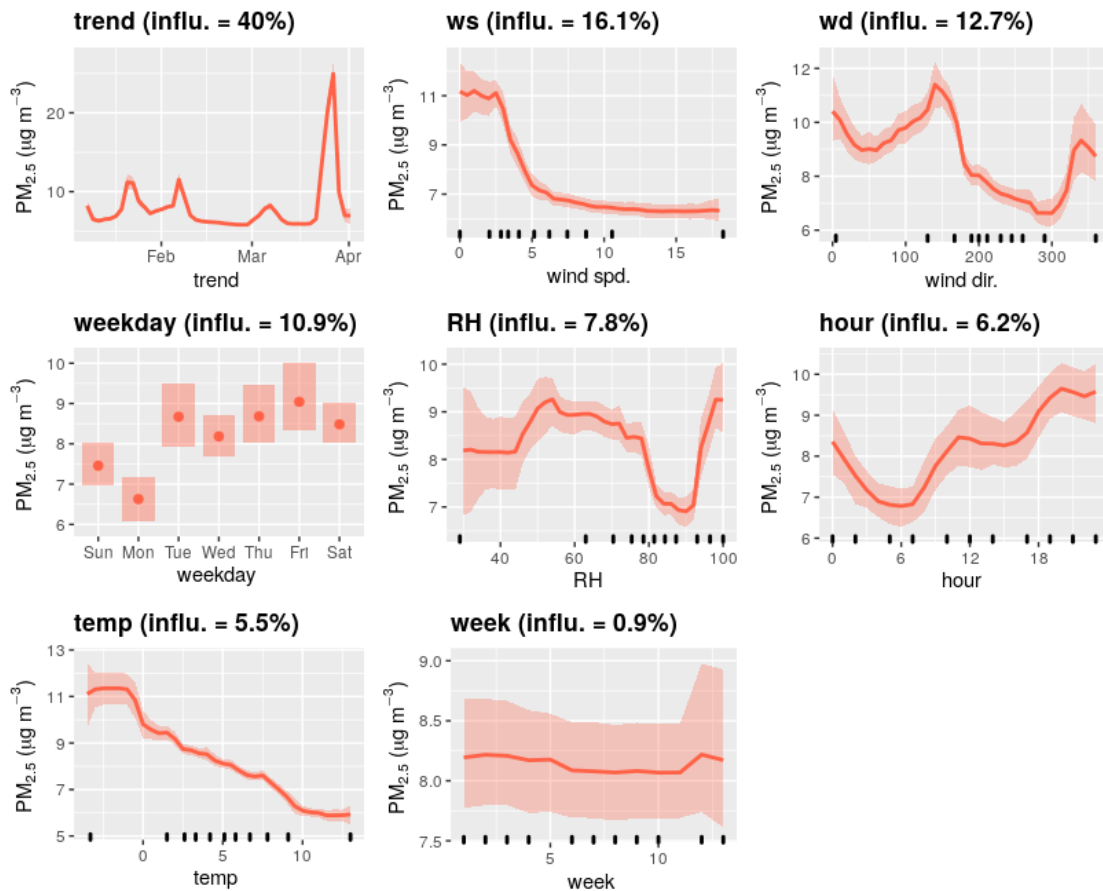 trend (influ. = 40%)
PM2.5 (μg m−3)
20
10
Feb Mar Apr
trend
ws (influ. = 16.1%)
PM2.5 (μg m−3)
11
9
7
0 5 10 15
wind spd.
wd (influ. = 12.7%)
PM2.5 (μg m−3)
12
10
8
6
0 100 200 300
wind dir.
weekday (influ. = 10.9%)
PM2.5 (μg m−3)
10
9
8
7
6
Sun Mon Tue Wed Thu Fri Sat
weekday
RH (influ. = 7.8%)
PM2.5 (μg m−3)
10
9
8
7
40 60 80 100
RH
hour (influ. = 6.2%)
PM2.5 (μg m−3)
10
9
8
7
6
0 6 12 18
hour
temp (influ. = 5.5%)
PM2.5 (μg m−3)
13
11
9
7
5
0 5 10
temp
week (influ. = 0.9%)
PM2.5 (μg m−3)
9.0
8.5
8.0
7.5
5 10
week